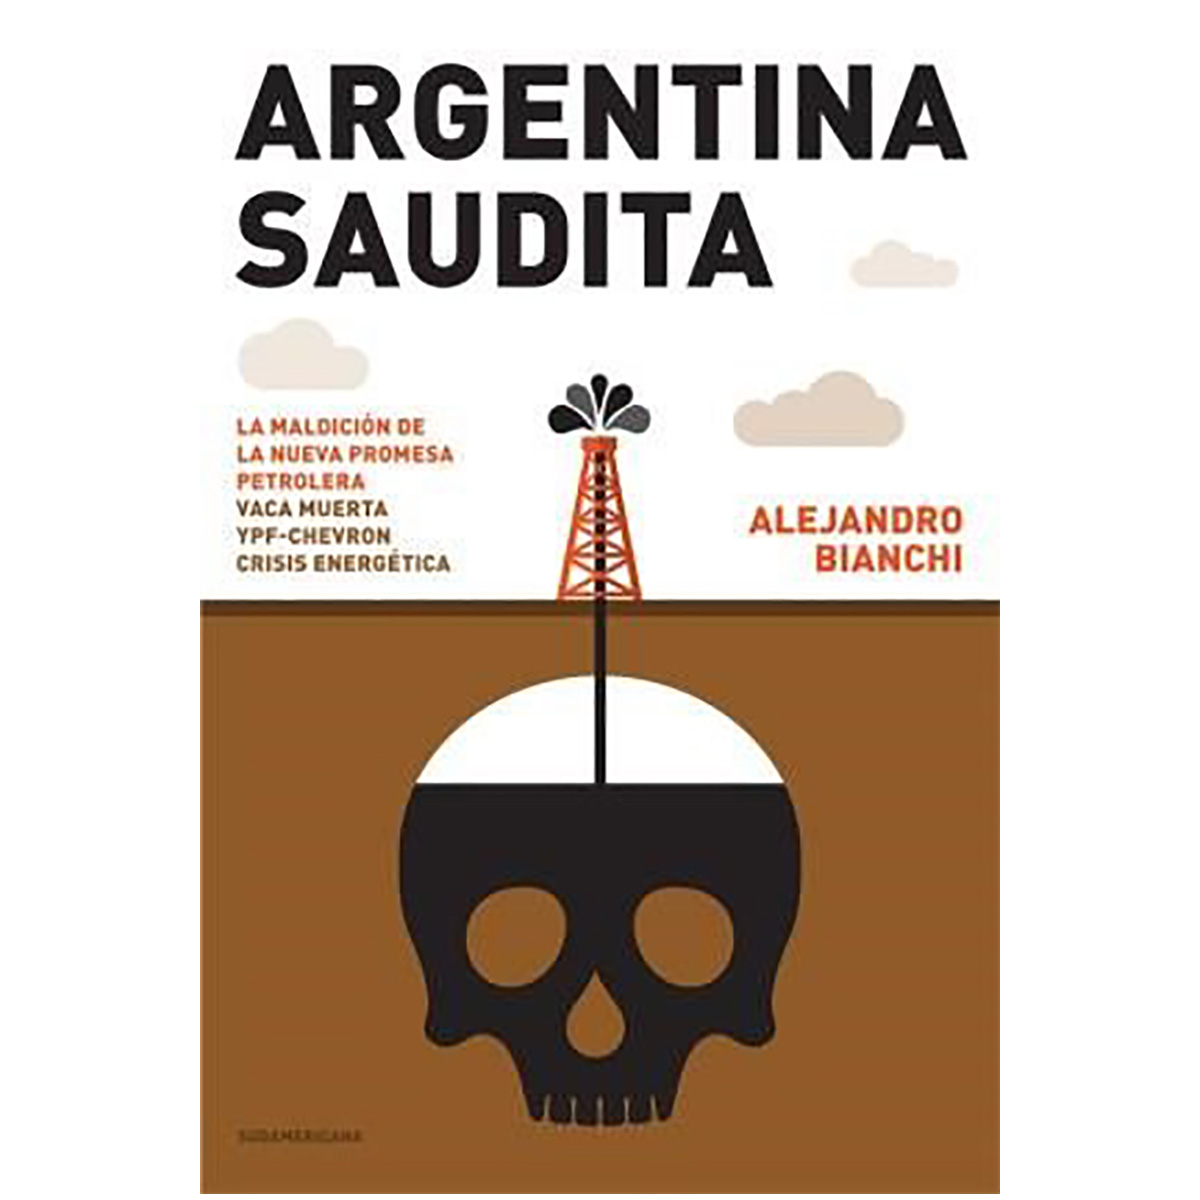 ARGENTINA
SAUDITA
LA MALDICIÓN DE
LA NUEVA PROMESA
PETROLERA
VACA MUERTA
YPF-CHEVRON
CRISIS ENERGÉTICA
ALEJANDRO
BIANCHI
SUDAMERICANA